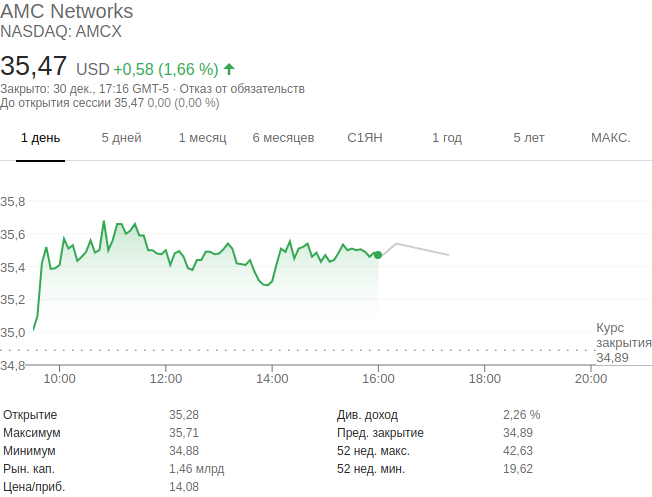 AMC Networks
NASDAQ: AMCX
35,47 USD +0,58 (1,66 %)
Закрыто: 30 дек., 17:16 GMT-5 · Отказ от обязательств
До открытия сессии 35,47 0,00 (0,00 %)
1 день 5 дней 1 месяц 6 месяцев С1ЯН 1 год 5 лет МАКС.
35,8
35,6
35,4
35,2
35,0
34,8
Курс
закрытия
34,89
10:00 12:00 14:00 16:00 18:00 20:00
Открытие 35,28 Див. доход 2,26 %
Максимум 35,71 Пред. закрытие 34,89
Минимум 34,88 52 нед. макс. 42,63
Рын. кап. 1,46 млрд 52 нед. мин. 19,62
Цена/приб. 14,08